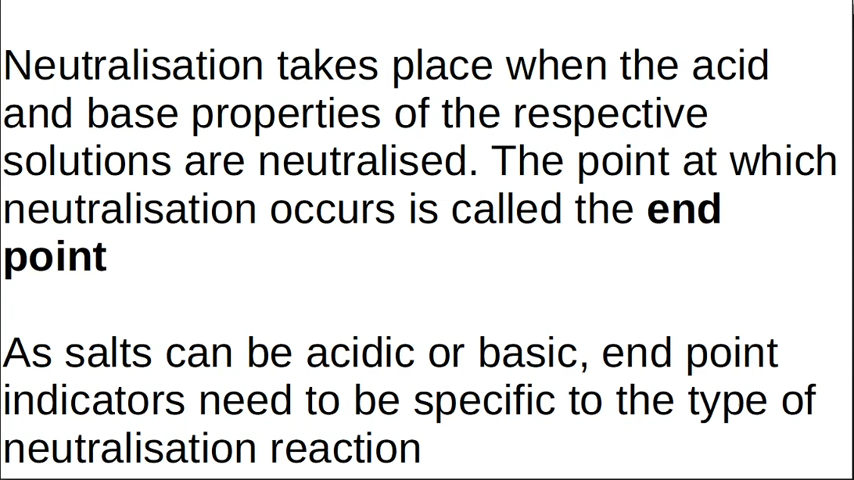 Neutralisation takes place when the acid
and base properties of the respective
solutions are neutralised. The point at which
neutralisation occurs is called the end
point
As salts can be acidic or basic, end point
indicators need to be specific to the type of
neutralisation reaction